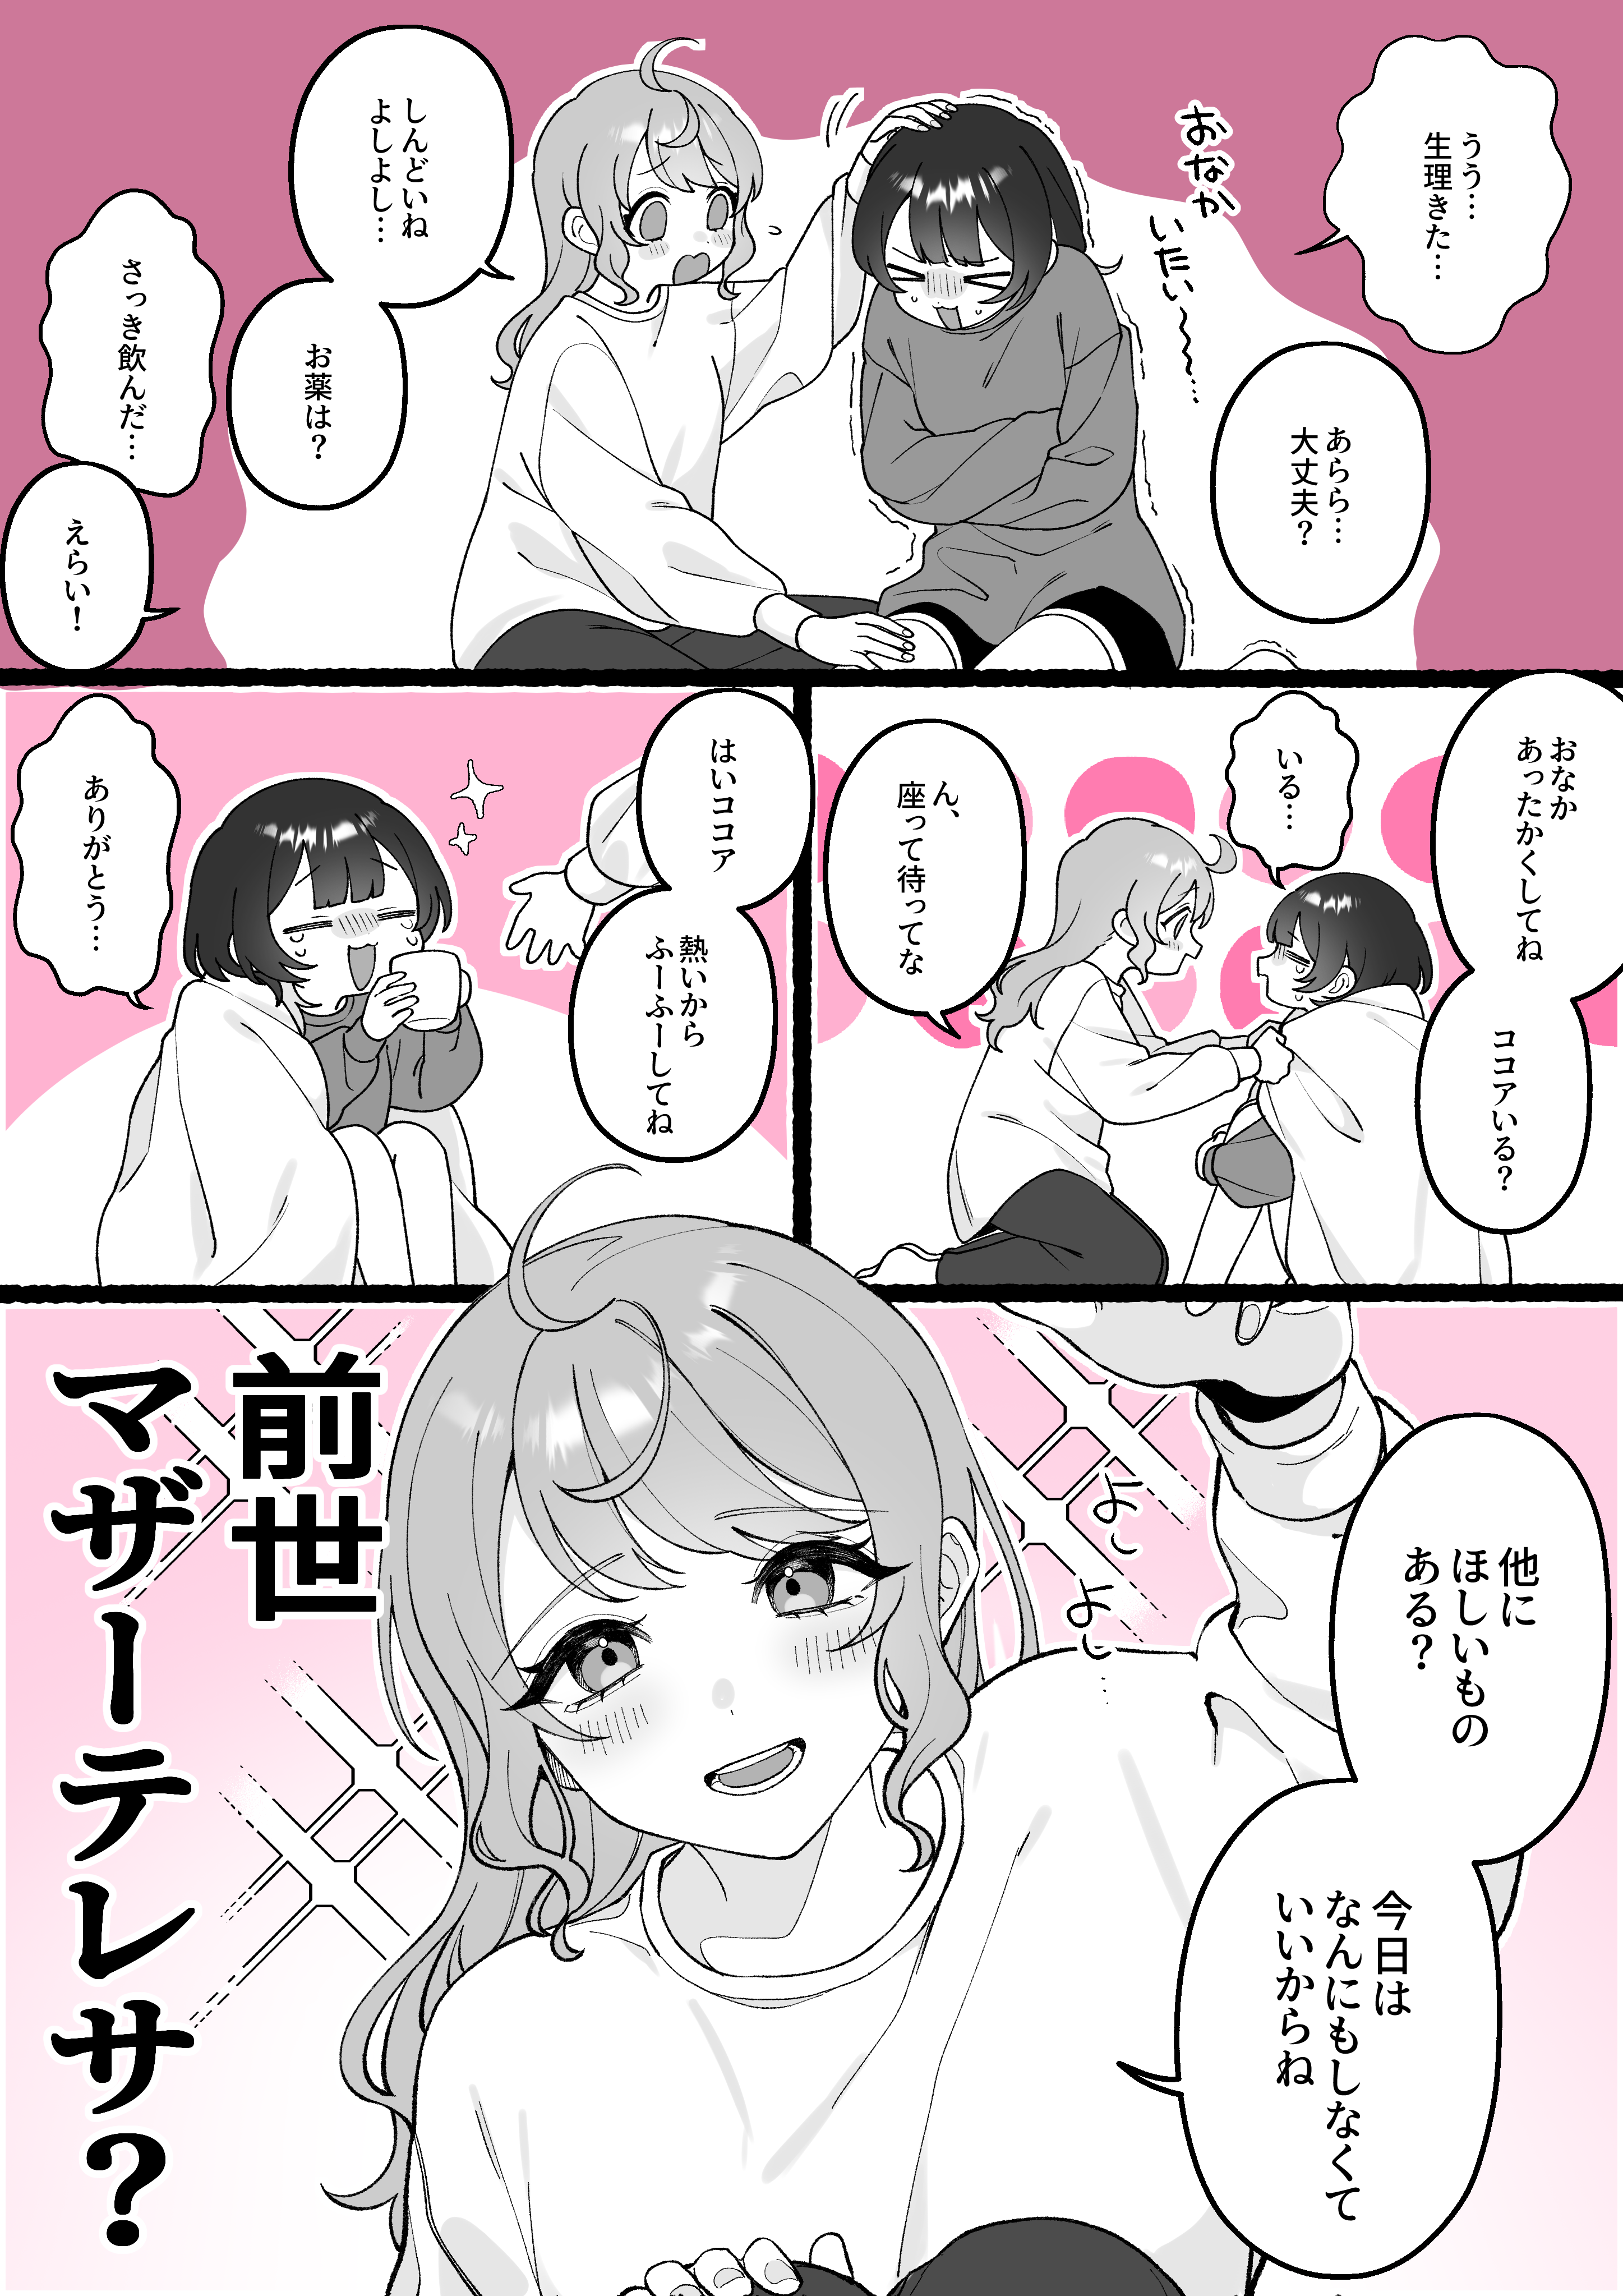 うう…
生理きた…
おなか
いたい〜〜…
あらら…
大丈夫？
しんどいね
よしよし…
お薬は？
さっき飲んだ…
えらい！
おなか
あったかくしてね
ココアいる？
いる…
ん、
座って待ってな
はいココア
熱いから
ふーふーしてね
ありがとう…
他に
ほしいもの
ある？
今日は
なんにもしなくて
いいからね
よし
よし…
前世
マザーテレサ？